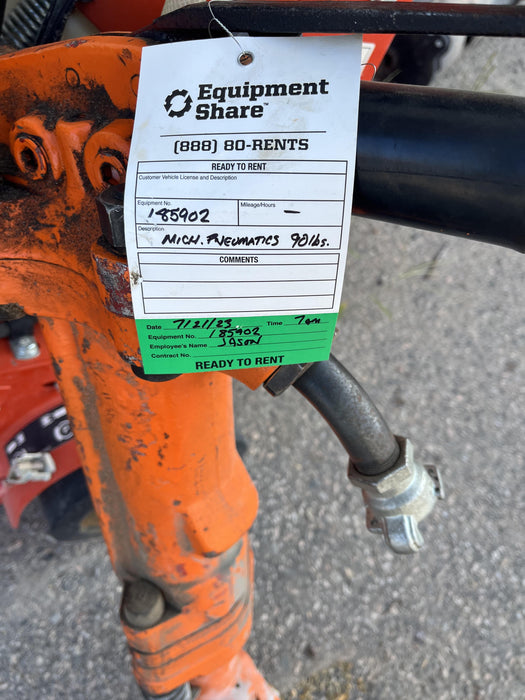 Equipment
Share™
(888) 80-RENTS
READY TO RENT
Customer Vehicle License and Description
Equipment No.
185902
Mileage/Hours
—
Description
MICH. PNEUMATICS 90lbs.
COMMENTS
Date 7/21/23 Time 7am
Equipment No. 185902
Employee's Name JASON
Contract No.
READY TO RENT